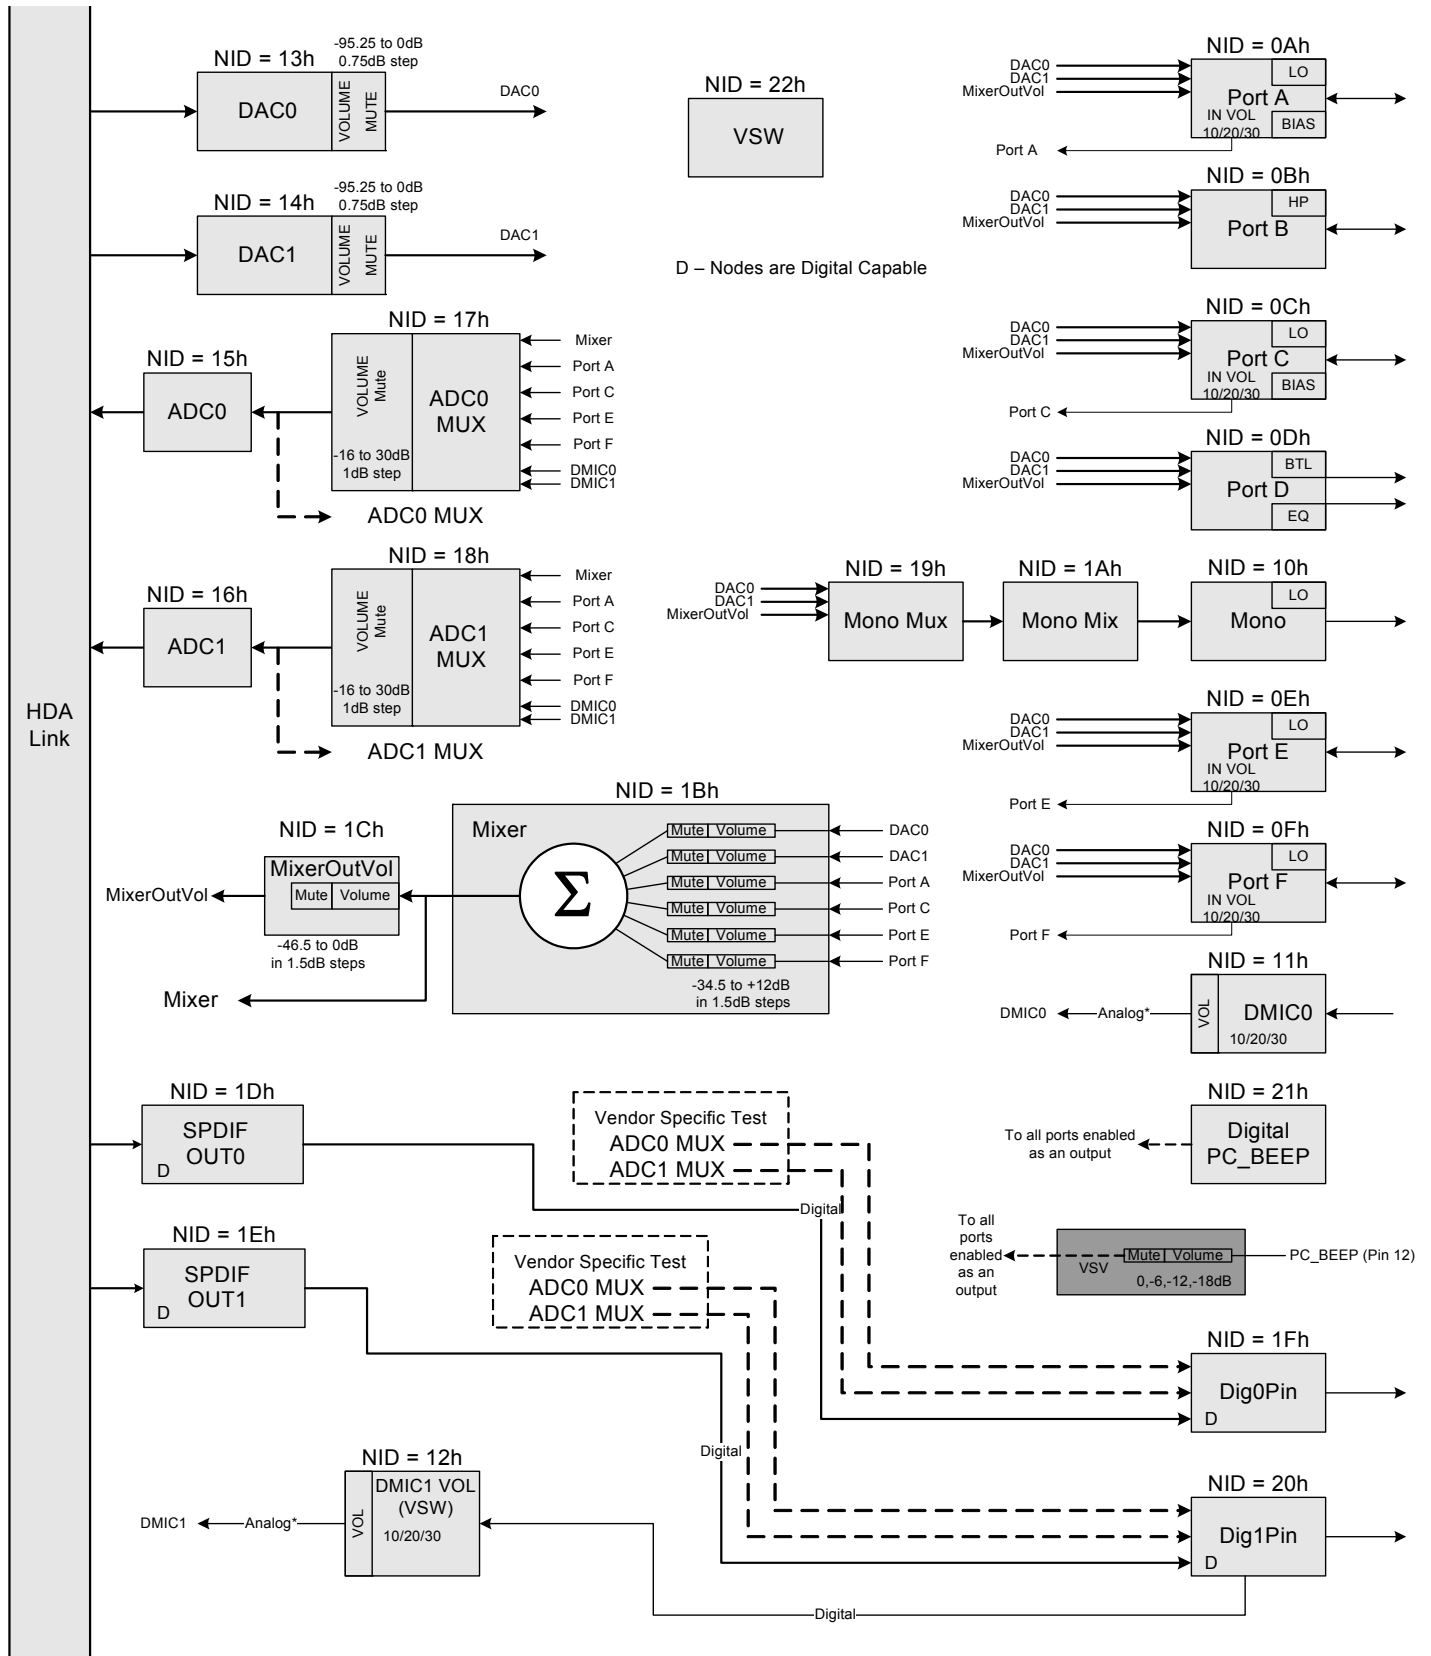 HDA
Link
NID = 13h
-95.25 to 0dB
0.75dB step
DAC0
VOLUME
MUTE
DAC0
NID = 14h
-95.25 to 0dB
0.75dB step
DAC1
VOLUME
MUTE
DAC1
NID = 22h
VSW
D – Nodes are Digital Capable
NID = 17h
NID = 15h
ADC0
VOLUME
Mute
-16 to 30dB
1dB step
ADC0
MUX
Mixer
Port A
Port C
Port E
Port F
DMIC0
DMIC1
ADC0 MUX
NID = 18h
NID = 16h
ADC1
VOLUME
Mute
-16 to 30dB
1dB step
ADC1
MUX
Mixer
Port A
Port C
Port E
Port F
DMIC0
DMIC1
ADC1 MUX
NID = 0Ah
DAC0
DAC1
MixerOutVol
LO
Port A
IN VOL
10/20/30
BIAS
Port A
NID = 0Bh
DAC0
DAC1
MixerOutVol
HP
Port B
NID = 0Ch
DAC0
DAC1
MixerOutVol
LO
Port C
IN VOL
10/20/30
BIAS
Port C
NID = 0Dh
DAC0
DAC1
MixerOutVol
BTL
Port D
EQ
NID = 19h
DAC0
DAC1
MixerOutVol
Mono Mux
NID = 1Ah
Mono Mix
NID = 10h
LO
Mono
NID = 0Eh
DAC0
DAC1
MixerOutVol
LO
Port E
IN VOL
10/20/30
Port E
NID = 0Fh
DAC0
DAC1
MixerOutVol
LO
Port F
IN VOL
10/20/30
Port F
NID = 1Bh
Mixer
Σ
Mute Volume
DAC0
Mute Volume
DAC1
Mute Volume
Port A
Mute Volume
Port C
Mute Volume
Port E
Mute Volume
Port F
-34.5 to +12dB
in 1.5dB steps
NID = 1Ch
MixerOutVol
Mute Volume
MixerOutVol
-46.5 to 0dB
in 1.5dB steps
Mixer
NID = 11h
DMIC0
Analog*
VOL
DMIC0
10/20/30
NID = 21h
Digital
PC_BEEP
To all ports enabled
as an output
To all
ports
enabled
as an
output
Mute Volume
VSV
0,-6,-12,-18dB
PC_BEEP (Pin 12)
NID = 1Dh
SPDIF
OUT0
D
Vendor Specific Test
ADC0 MUX
ADC1 MUX
Digital
NID = 1Eh
SPDIF
OUT1
D
Vendor Specific Test
ADC0 MUX
ADC1 MUX
Digital
NID = 1Fh
Dig0Pin
D
NID = 12h
DMIC1
Analog*
VOL
DMIC1 VOL
(VSW)
10/20/30
NID = 20h
Dig1Pin
D
Digital